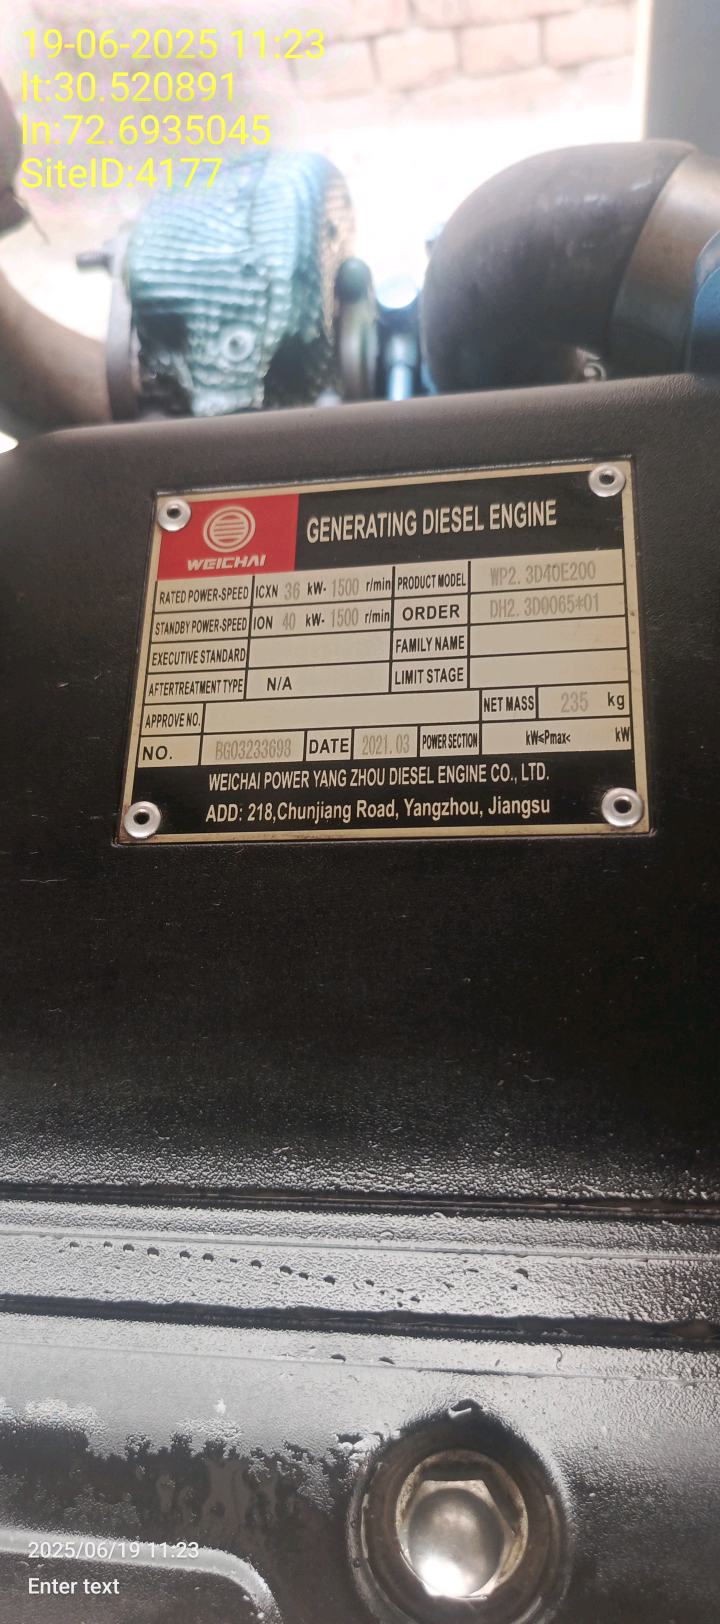 19-06-2025 11:23
lt:30.520891
ln:72.6935045
SiteID:4177
WEICHAI
GENERATING DIESEL ENGINE
RATED POWER-SPEED ICXN 36 kW- 1500 r/min PRODUCT MODEL WP2.3D40E200
STANDBY POWER-SPEED ION 40 kW- 1500 r/min ORDER DH2.3D0065*01
EXECUTIVE STANDARD FAMILY NAME
AFTERTREATMENT TYPE N/A LIMIT STAGE
APPROVE NO. NET MASS 235 kg
NO. BG03233698 DATE 2021.03 POWER SECTION kW≤Pmax< kW
WEICHAI POWER YANG ZHOU DIESEL ENGINE CO., LTD.
ADD: 218,Chunjiang Road, Yangzhou, Jiangsu
2025/06/19 11:23
Enter text